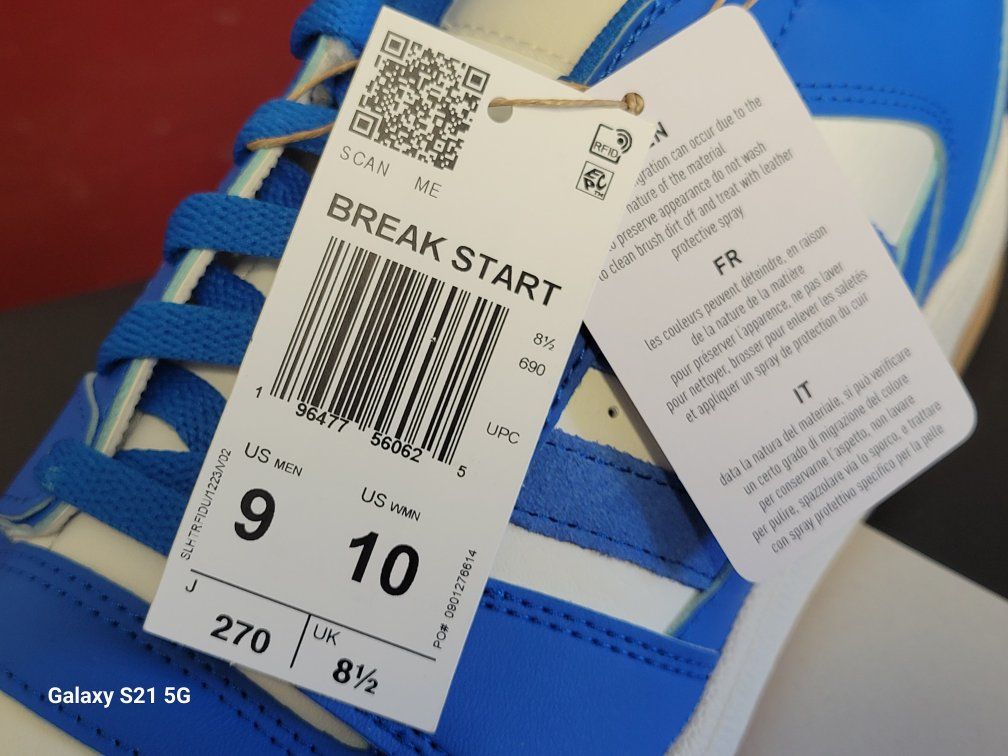 SCAN ME
RFID
EPC
BREAK START
8½
690
1 96477 56062 5
UPC
US MEN
9
US WMN
10
SLHTRFIDU/1223/V02
PO# 0901276614
J
270
UK
8½
EN
can occur due to the
nature of the material
preserve appearance do not wash
to clean brush dirt off and treat with leather
protective spray
FR
les couleurs peuvent déteindre, en raison
de la nature de la matière
pour préserver l'apparence, ne pas laver
pour nettoyer, brosser pour enlever les saletés
et appliquer un spray de protection du cuir
IT
data la natura del materiale, si può verificare
un certo grado di migrazione del colore
per conservarne l'aspetto, non lavare
per pulire, spazzolare via lo sporco, e trattare
con spray protettivo specifico per la pelle
Galaxy S21 5G